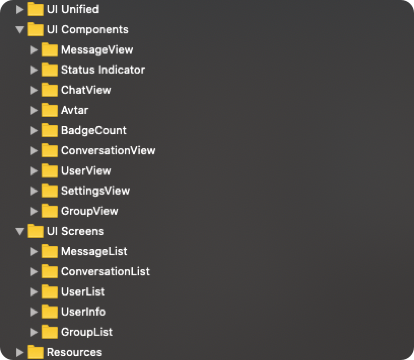 UI Unified
UI Components
MessageView
Status Indicator
ChatView
Avtar
BadgeCount
ConversationView
UserView
SettingsView
GroupView
UI Screens
MessageList
ConversationList
UserList
UserInfo
GroupList
Resources